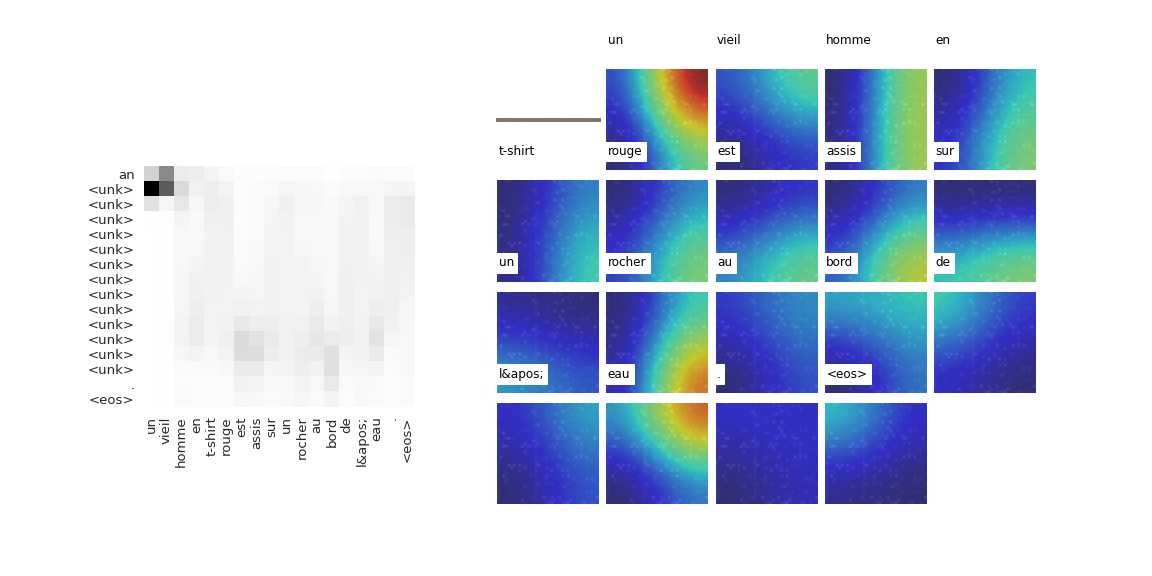 an
<unk>
<unk>
<unk>
<unk>
<unk>
<unk>
<unk>
<unk>
<unk>
<unk>
<unk>
<unk>
<unk>
.
<eos>
un
vieil
homme
en
t-shirt
rouge
est
assis
sur
un
rocher
au
bord
de
l&apos;
eau
.
<eos>
un vieil homme en
t-shirt rouge est assis sur
un rocher au bord de
l&apos; eau . <eos>